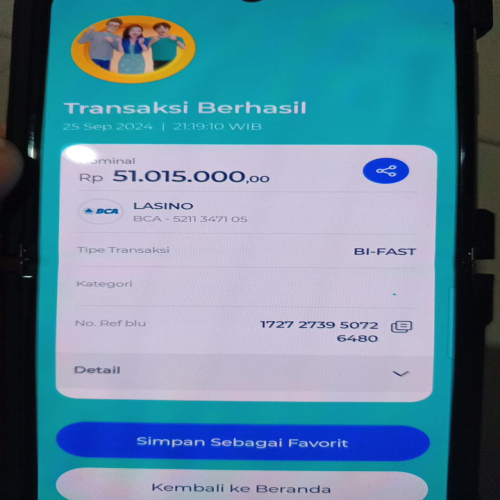 Transaksi Berhasil
25 Sep 2024 | 21:19:10 WIB
Nominal
Rp 51.015.000,00
BCA LASINO
BCA - 5211 3471 05
Tipe Transaksi BI-FAST
Kategori -
No. Ref blu 1727 2739 5072
6480
Detail
Simpan Sebagai Favorit
Kembali ke Beranda